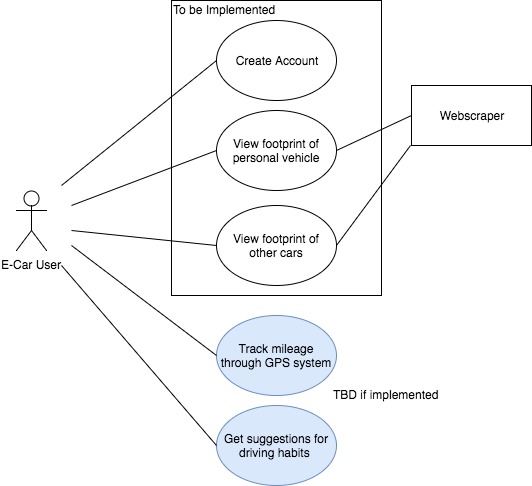 To be Implemented
Create Account
View footprint of
personal vehicle
Webscraper
View footprint of
other cars
E-Car User
Track mileage
through GPS system
TBD if implemented
Get suggestions for
driving habits